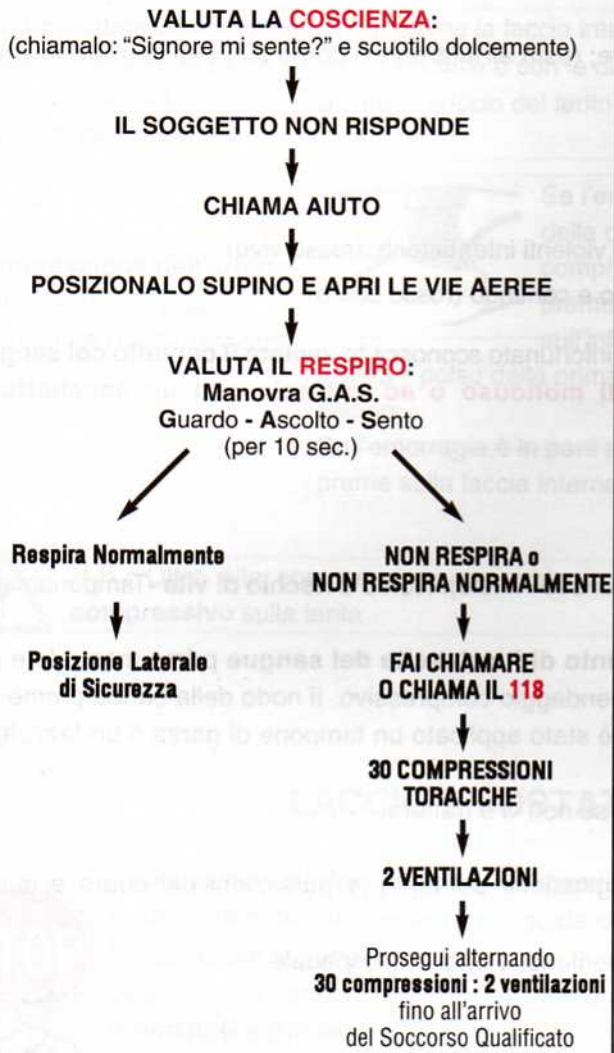 VALUTA LA COSCIENZA:
(chiamalo: “Signore mi sente?” e scuotilo dolcemente)
IL SOGGETTO NON RISPONDE
CHIAMA AIUTO
POSIZIONALO SUPINO E APRI LE VIE AEREE
VALUTA IL RESPIRO:
Manovra G.A.S.
Guardo - Ascolto - Sento
(per 10 sec.)
Respira Normalmente
Posizione Laterale
di Sicurezza
NON RESPIRA o
NON RESPIRA NORMALMENTE
FAI CHIAMARE
O CHIAMA IL 118
30 COMPRESSIONI
TORACICHE
2 VENTILAZIONI
Prosegui alternando
30 compressioni : 2 ventilazioni
fino all'arrivo
del Soccorso Qualificato